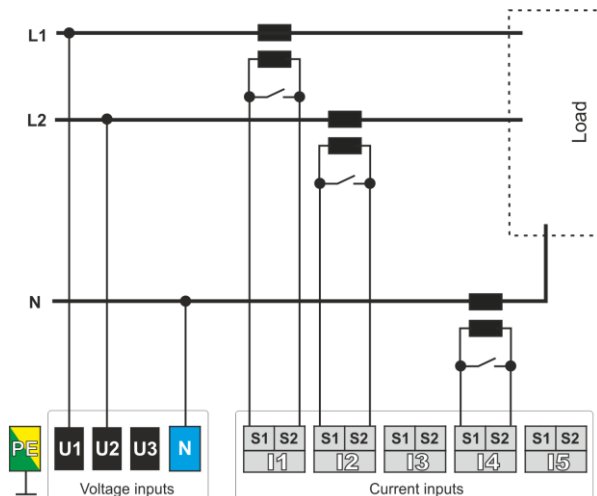 L1
Load
L2
N
PE U1 U2 U3 N S1 S2 S1 S2 S1 S2 S1 S2 S1 S2
I1 I2 I3 I4 I5
Voltage inputs Current inputs